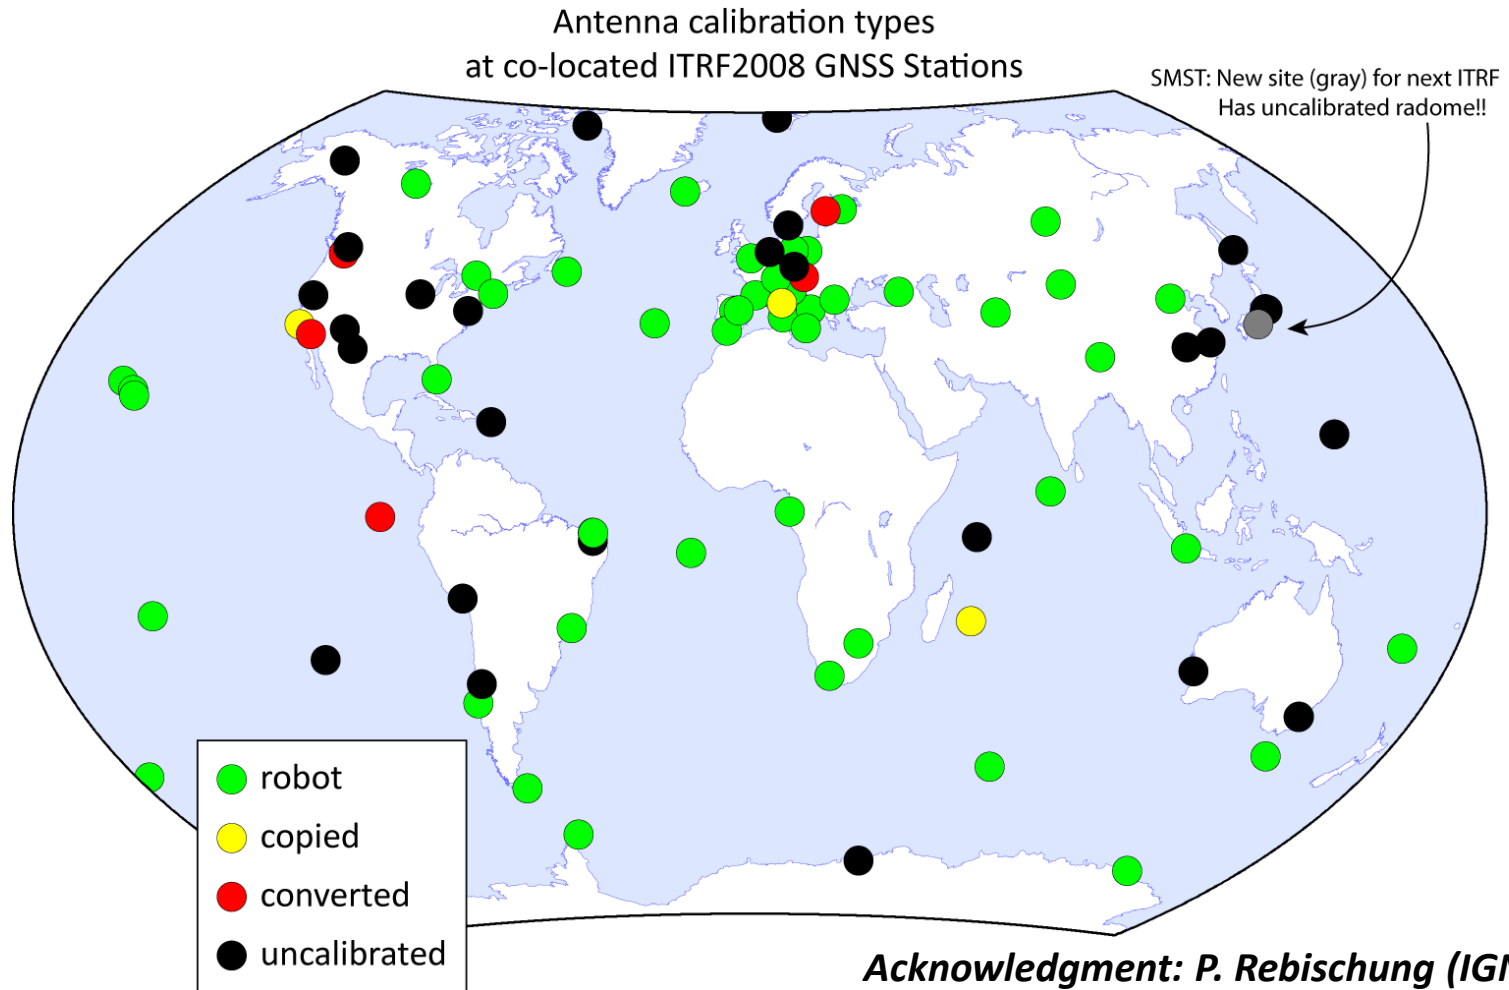 Antenna calibration types
at co-located ITRF2008 GNSS Stations
SMST: New site (gray) for next ITRF
Has uncalibrated radome!!
robot
copied
converted
uncalibrated
Acknowledgment: P. Rebischung (IGN